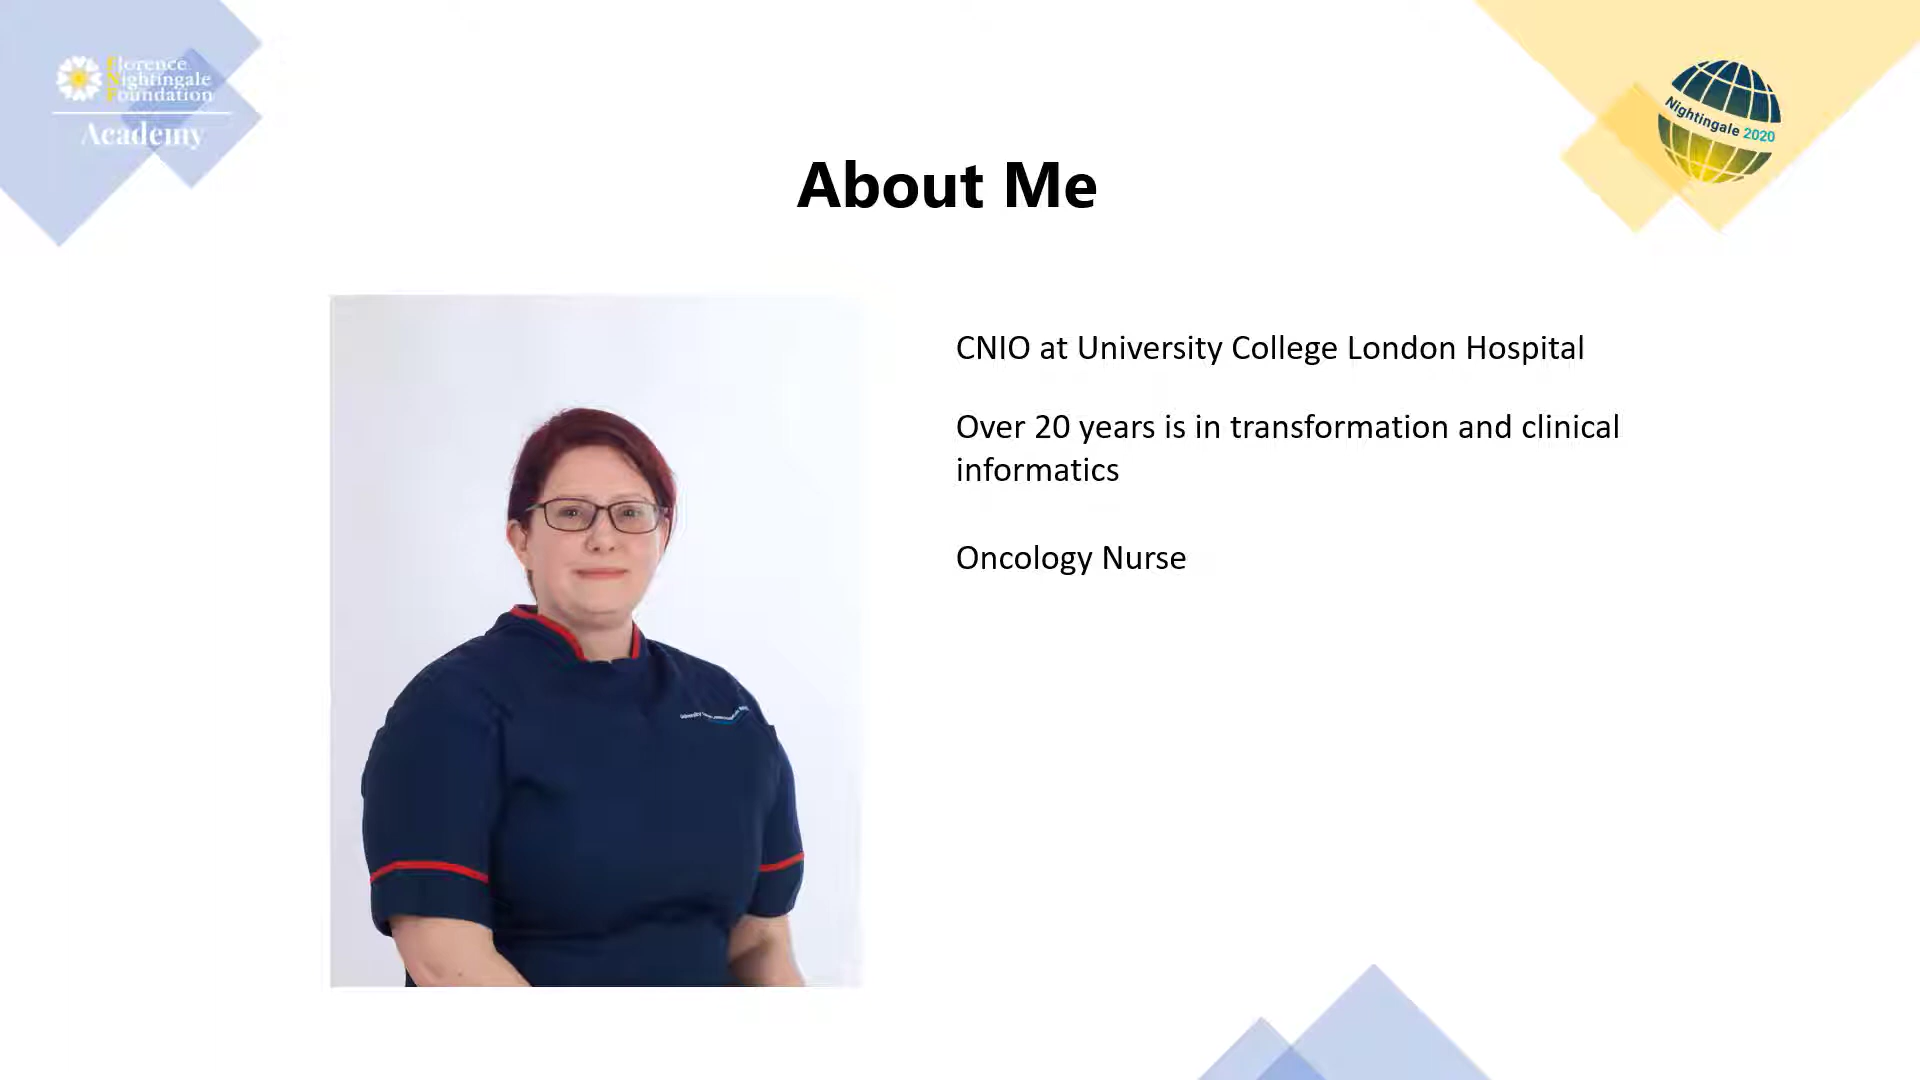 Florence
Nightingale
Foundation
Academy
Nightingale 2020
About Me
CNIO at University College London Hospital
Over 20 years is in transformation and clinical
informatics
Oncology Nurse